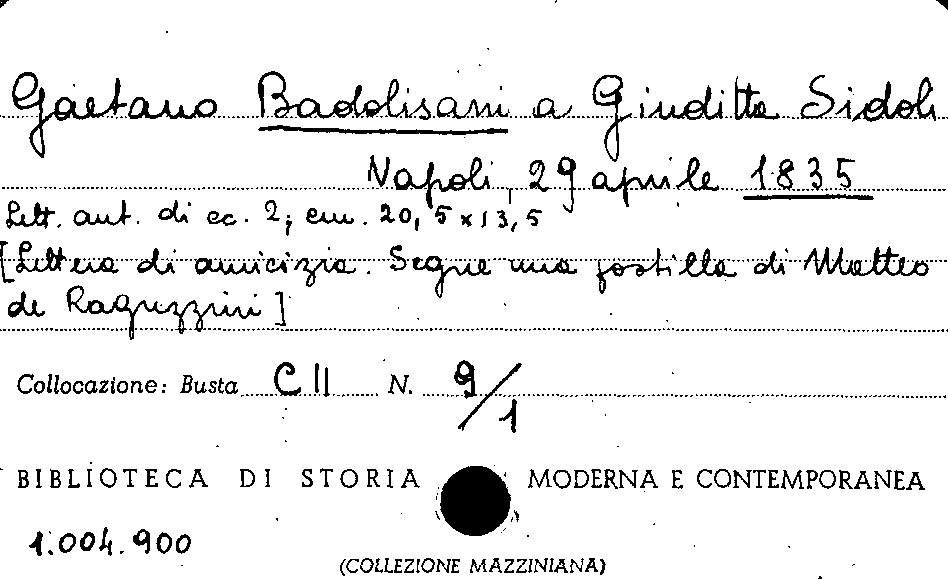 Gaetano Badolisani a Giuditta Sidoli
Napoli, 29 aprile 1835
Lett. aut. di cc. 2; cm. 20,5 x 13,5
[Lettera di amicizia. Segue una postilla di Matteo
de Raguzzini]
Collocazione: Busta C II N. 9/1
BIBLIOTECA DI STORIA MODERNA E CONTEMPORANEA
1.004.900
(COLLEZIONE MAZZINIANA)